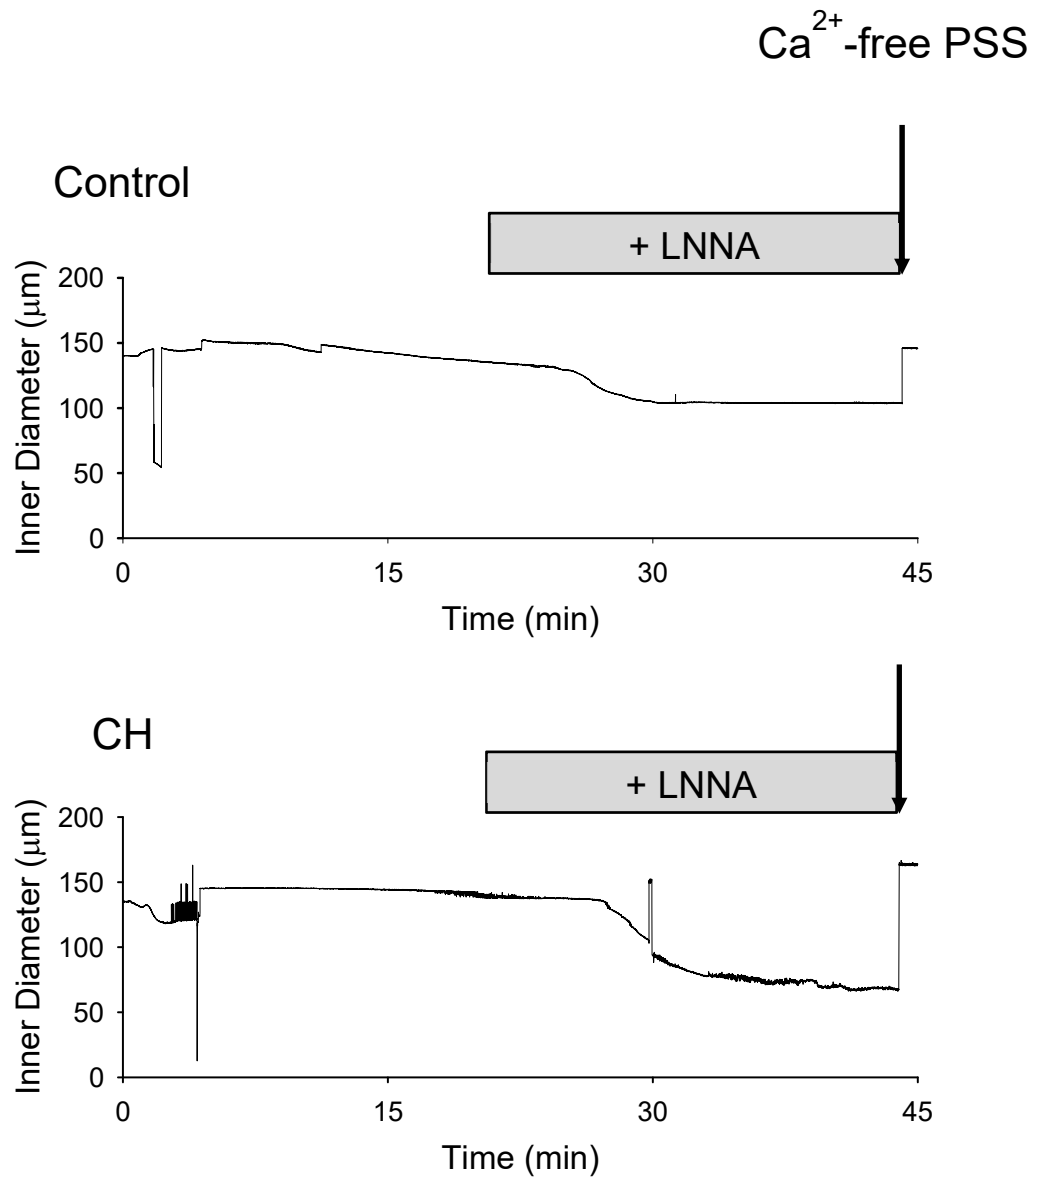 Ca²⁺-free PSS
Control
+ LNNA
Inner Diameter (μm)
200
150
100
50
0
0 15 30 45
Time (min)
CH
+ LNNA
Inner Diameter (μm)
200
150
100
50
0
0 15 30 45
Time (min)